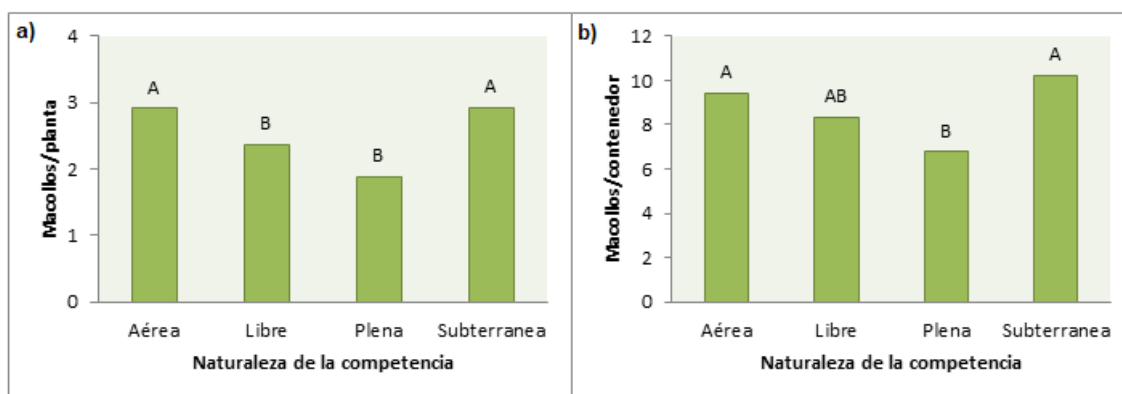 a)
4
3
2
1
0
Macollos/planta
A
B
B
A
Aérea Libre Plena Subterranea
Naturaleza de la competencia
b)
12
10
8
6
4
2
0
Macollos/contenedor
A
AB
B
A
Aérea Libre Plena Subterranea
Naturaleza de la competencia